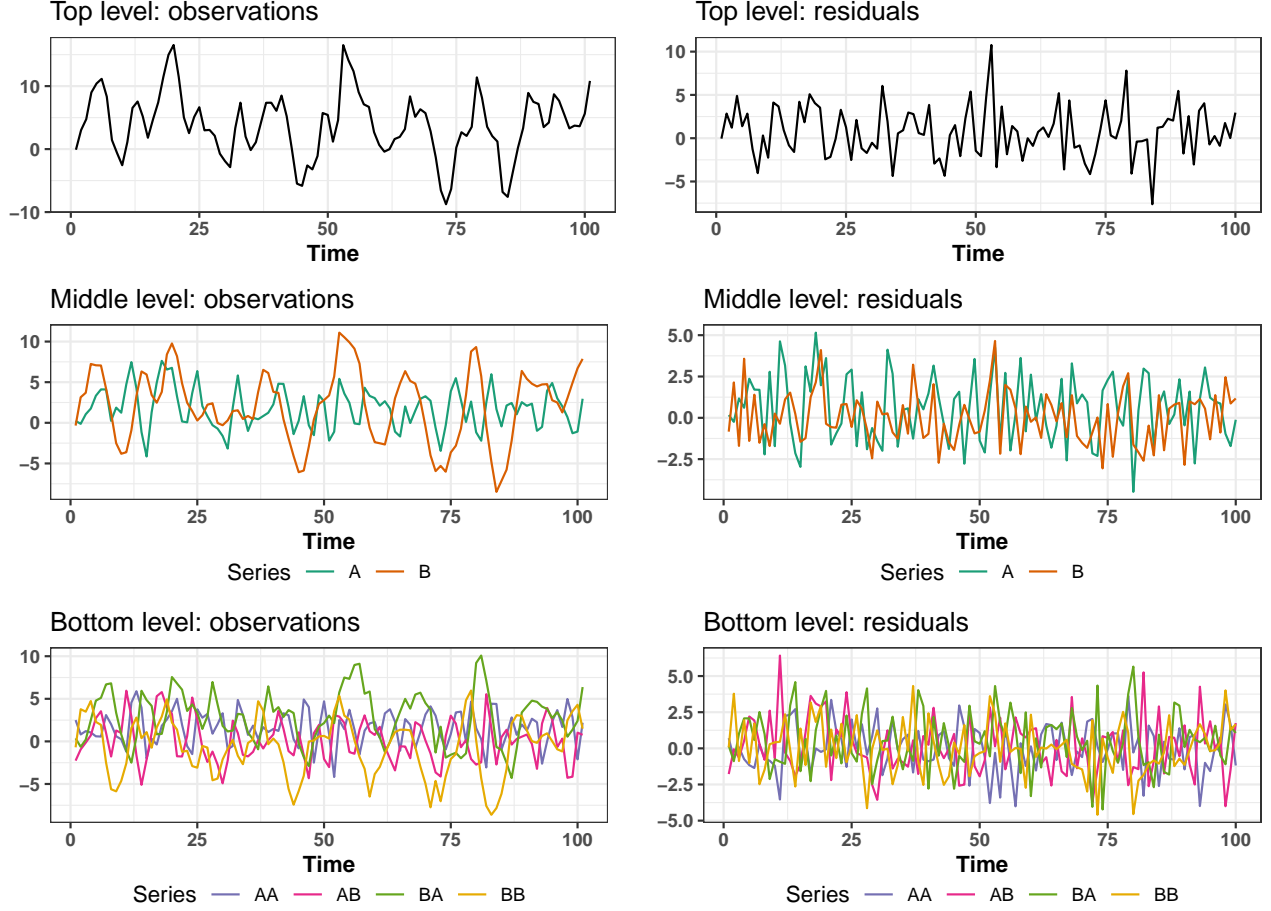 Top level: observations
10
0
−10
0 25 50 75 100
Time
Top level: residuals
10
5
0
−5
0 25 50 75 100
Time
Middle level: observations
10
5
0
−5
0 25 50 75 100
Time
Series A B
Middle level: residuals
5.0
2.5
0.0
−2.5
0 25 50 75 100
Time
Series A B
Bottom level: observations
10
5
0
−5
0 25 50 75 100
Time
Series AA AB BA BB
Bottom level: residuals
5.0
2.5
0.0
−2.5
−5.0
0 25 50 75 100
Time
Series AA AB BA BB